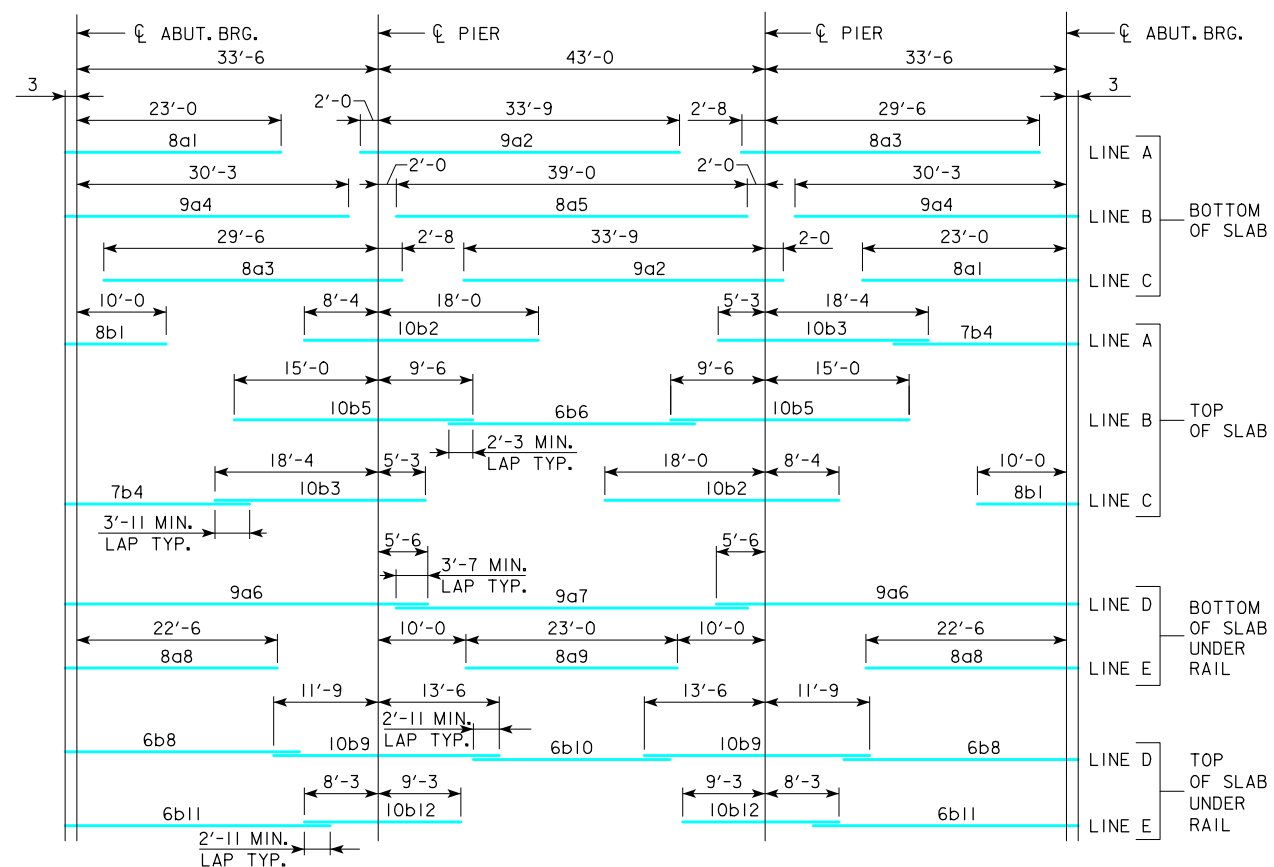 ℄ ABUT. BRG.
℄ PIER
℄ PIER
℄ ABUT. BRG.
33'-6
43'-0
33'-6
3
3
23'-0
2'-0
33'-9
2'-8
29'-6
8a1
9a2
8a3
LINE A
30'-3
2'-0
39'-0
2'-0
30'-3
9a4
8a5
9a4
LINE B
BOTTOM
OF SLAB
29'-6
2'-8
33'-9
2-0
23'-0
8a3
9a2
8a1
LINE C
10'-0
8'-4
18'-0
5'-3
18'-4
8b1
10b2
10b3
7b4
LINE A
15'-0
9'-6
9'-6
15'-0
10b5
6b6
10b5
LINE B
TOP
OF SLAB
2'-3 MIN.
LAP TYP.
18'-4
5'-3
18'-0
8'-4
10'-0
7b4
10b3
10b2
8b1
LINE C
3'-11 MIN.
LAP TYP.
5'-6
5'-6
3'-7 MIN.
LAP TYP.
9a6
9a7
9a6
LINE D
22'-6
10'-0
23'-0
10'-0
22'-6
8a8
8a9
8a8
LINE E
BOTTOM
OF SLAB
UNDER
RAIL
11'-9
13'-6
13'-6
11'-9
2'-11 MIN.
LAP TYP.
6b8
10b9
6b10
10b9
6b8
LINE D
8'-3
9'-3
9'-3
8'-3
6b11
10b12
10b12
6b11
LINE E
TOP
OF SLAB
UNDER
RAIL
2'-11 MIN.
LAP TYP.